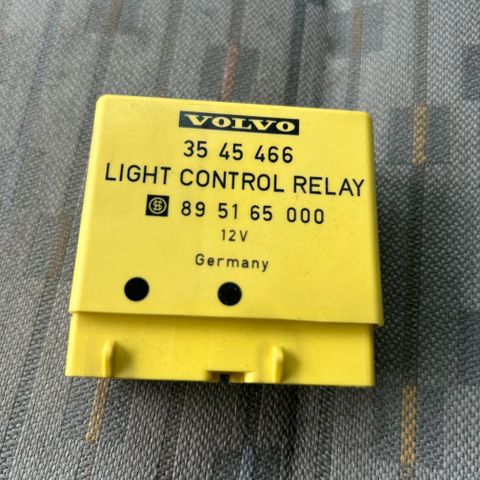 VOLVO
35 45 466
LIGHT CONTROL RELAY
89 51 65 000
12V
Germany